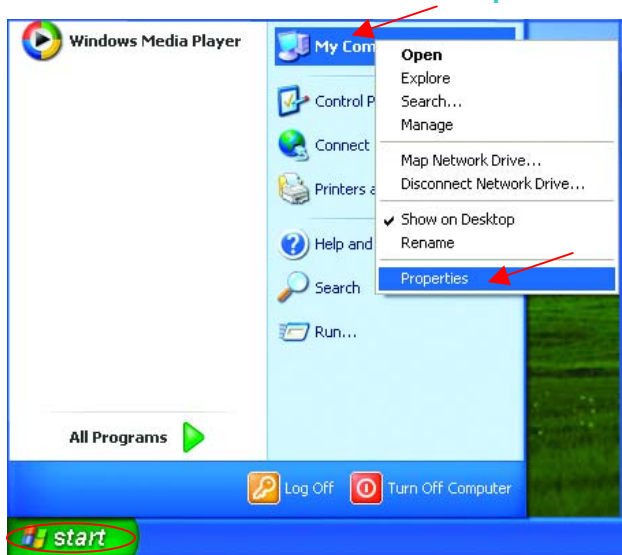 Windows Media Player
My Com
Control P
Connect
Printers a
Help and
Search
Run...
Open
Explore
Search...
Manage
Map Network Drive...
Disconnect Network Drive...
Show on Desktop
Rename
Properties
All Programs
Log Off
Turn Off Computer
start